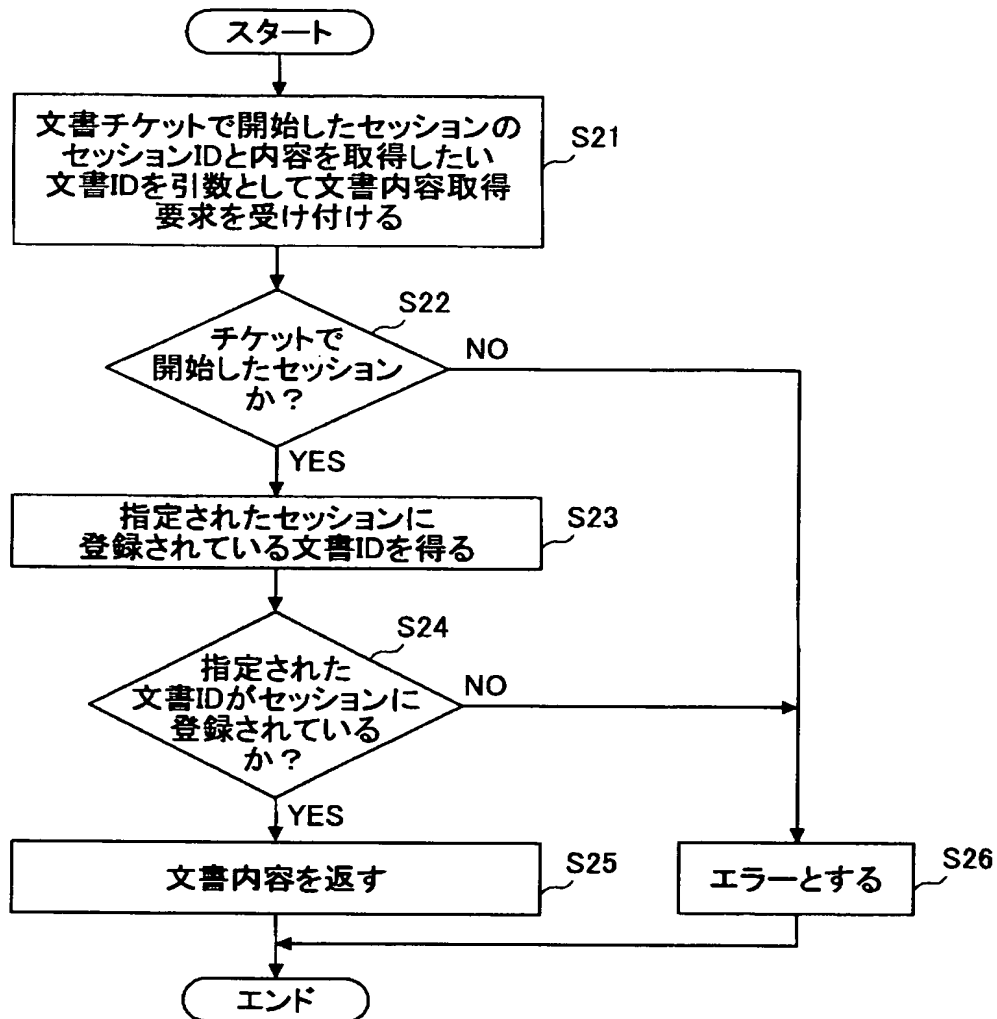 スタート
文書チケットで開始したセッションの
セッションIDと内容を取得したい
文書IDを引数として文書内容取得
要求を受け付ける
S21
S22
チケットで
開始したセッション
か？
NO
YES
指定されたセッションに
登録されている文書IDを得る
S23
S24
指定された
文書IDがセッションに
登録されている
か？
NO
YES
文書内容を返す
S25
エラーとする
S26
エンド